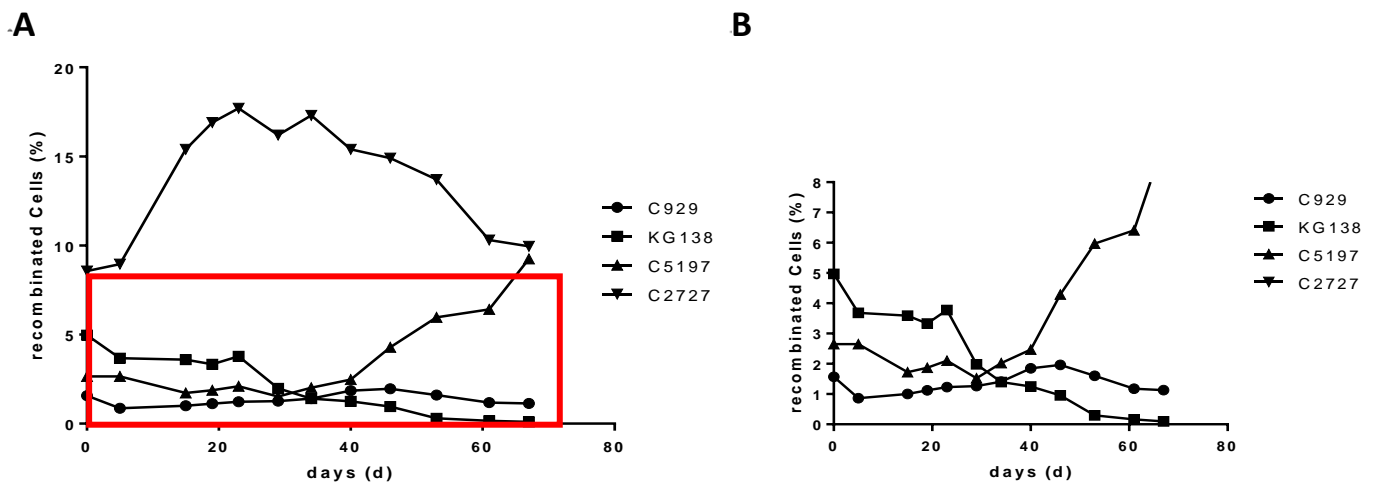 A
20
15
10
5
0
recombinated Cells (%)
0 20 40 60 80
days (d)
C929
KG138
C5197
C2727
B
8
7
6
5
4
3
2
1
0
recombinated Cells (%)
0 20 40 60 80
days (d)
C929
KG138
C5197
C2727